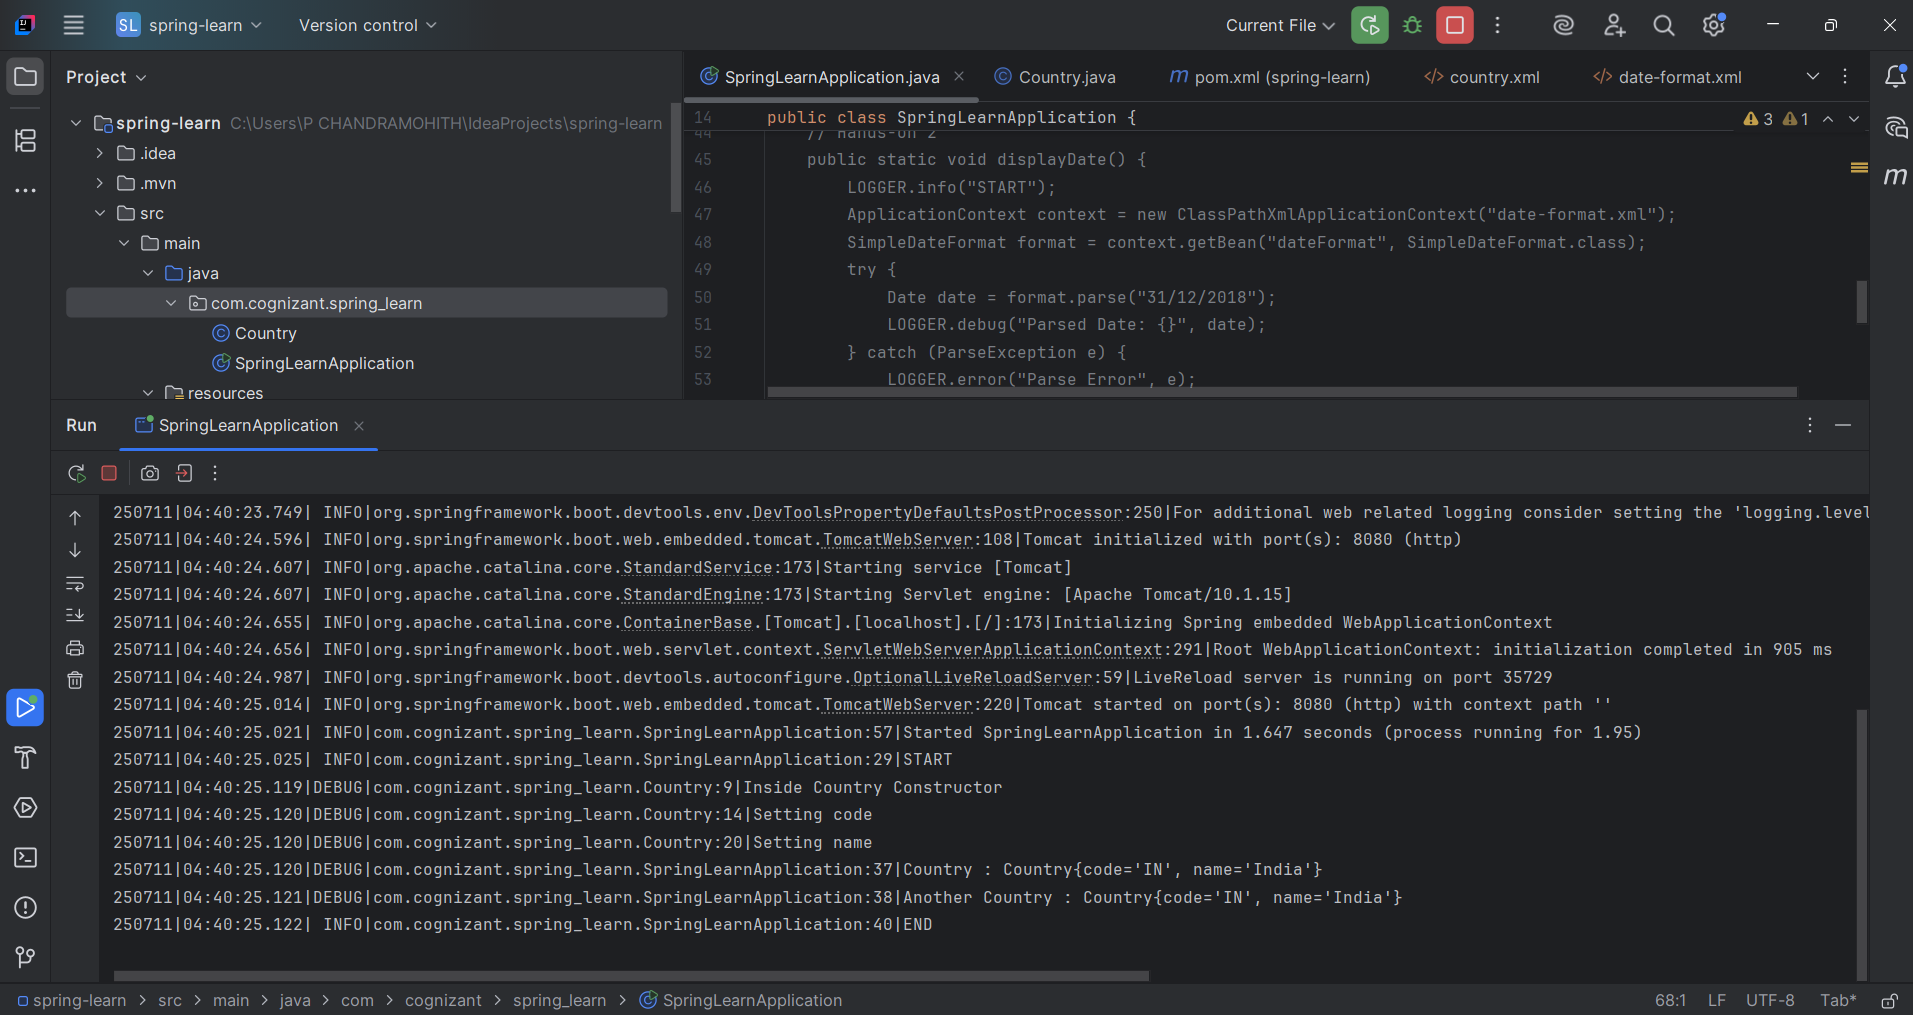 SL spring-learn Version control Current File
Project
SpringLearnApplication.java Country.java pom.xml (spring-learn) country.xml date-format.xml
spring-learn C:\Users\P CHANDRAMOHITH\IdeaProjects\spring-learn
.idea
.mvn
src
main
java
com.cognizant.spring_learn
Country
SpringLearnApplication
resources
14 public class SpringLearnApplication {
3 1
44 // Hands-on 2
45 public static void displayDate() {
46 LOGGER.info("START");
47 ApplicationContext context = new ClassPathXmlApplicationContext("date-format.xml");
48 SimpleDateFormat format = context.getBean("dateFormat", SimpleDateFormat.class);
49 try {
50 Date date = format.parse("31/12/2018");
51 LOGGER.debug("Parsed Date: {}", date);
52 } catch (ParseException e) {
53 LOGGER.error("Parse Error", e);
Run SpringLearnApplication
250711|04:40:23.749| INFO|org.springframework.boot.devtools.env.DevToolsPropertyDefaultsPostProcessor:250|For additional web related logging consider setting the 'logging.level
250711|04:40:24.596| INFO|org.springframework.boot.web.embedded.tomcat.TomcatWebServer:108|Tomcat initialized with port(s): 8080 (http)
250711|04:40:24.607| INFO|org.apache.catalina.core.StandardService:173|Starting service [Tomcat]
250711|04:40:24.607| INFO|org.apache.catalina.core.StandardEngine:173|Starting Servlet engine: [Apache Tomcat/10.1.15]
250711|04:40:24.655| INFO|org.apache.catalina.core.ContainerBase.[Tomcat].[localhost].[/]:173|Initializing Spring embedded WebApplicationContext
250711|04:40:24.656| INFO|org.springframework.boot.web.servlet.context.ServletWebServerApplicationContext:291|Root WebApplicationContext: initialization completed in 905 ms
250711|04:40:24.987| INFO|org.springframework.boot.devtools.autoconfigure.OptionalLiveReloadServer:59|LiveReload server is running on port 35729
250711|04:40:25.014| INFO|org.springframework.boot.web.embedded.tomcat.TomcatWebServer:220|Tomcat started on port(s): 8080 (http) with context path ''
250711|04:40:25.021| INFO|com.cognizant.spring_learn.SpringLearnApplication:57|Started SpringLearnApplication in 1.647 seconds (process running for 1.95)
250711|04:40:25.025| INFO|com.cognizant.spring_learn.SpringLearnApplication:29|START
250711|04:40:25.119|DEBUG|com.cognizant.spring_learn.Country:9|Inside Country Constructor
250711|04:40:25.120|DEBUG|com.cognizant.spring_learn.Country:14|Setting code
250711|04:40:25.120|DEBUG|com.cognizant.spring_learn.Country:20|Setting name
250711|04:40:25.120|DEBUG|com.cognizant.spring_learn.SpringLearnApplication:37|Country : Country{code='IN', name='India'}
250711|04:40:25.121|DEBUG|com.cognizant.spring_learn.SpringLearnApplication:38|Another Country : Country{code='IN', name='India'}
250711|04:40:25.122| INFO|com.cognizant.spring_learn.SpringLearnApplication:40|END
spring-learn > src > main > java > com > cognizant > spring_learn > SpringLearnApplication 68:1 LF UTF-8 Tab*